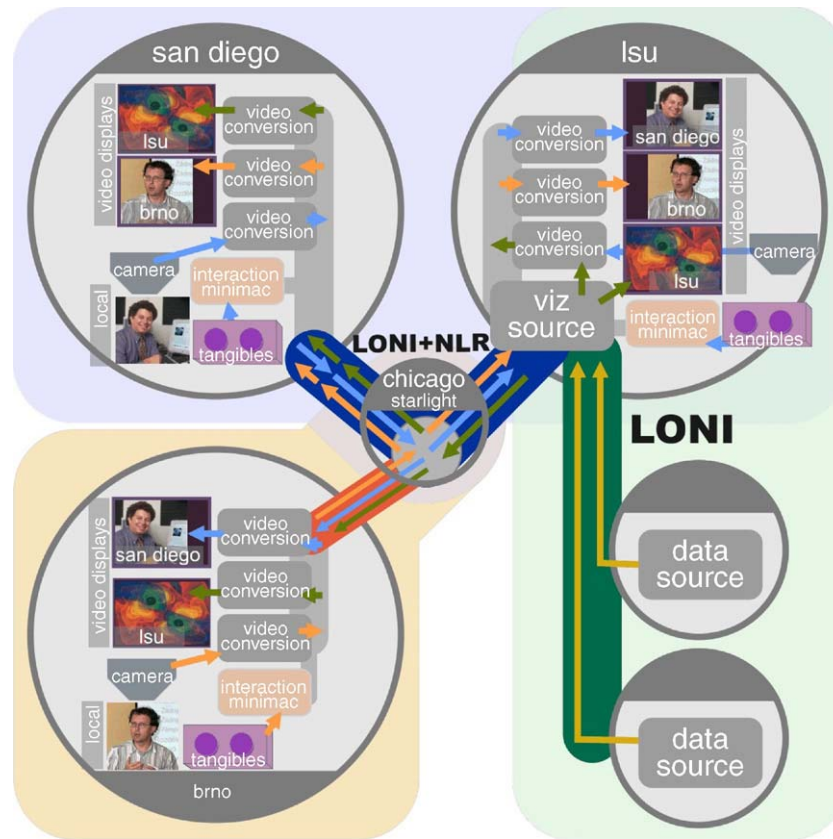 san diego
video displays
lsu
brno
video
conversion
video
conversion
video
conversion
camera
interaction
minimac
local
tangibles
lsu
video
conversion
video
conversion
video
conversion
san diego
brno
lsu
video displays
camera
viz
source
interaction
minimac
tangibles
LONI+NLR
chicago
starlight
LONI
data
source
data
source
video displays
san diego
lsu
video
conversion
video
conversion
video
conversion
camera
interaction
minimac
local
tangibles
brno